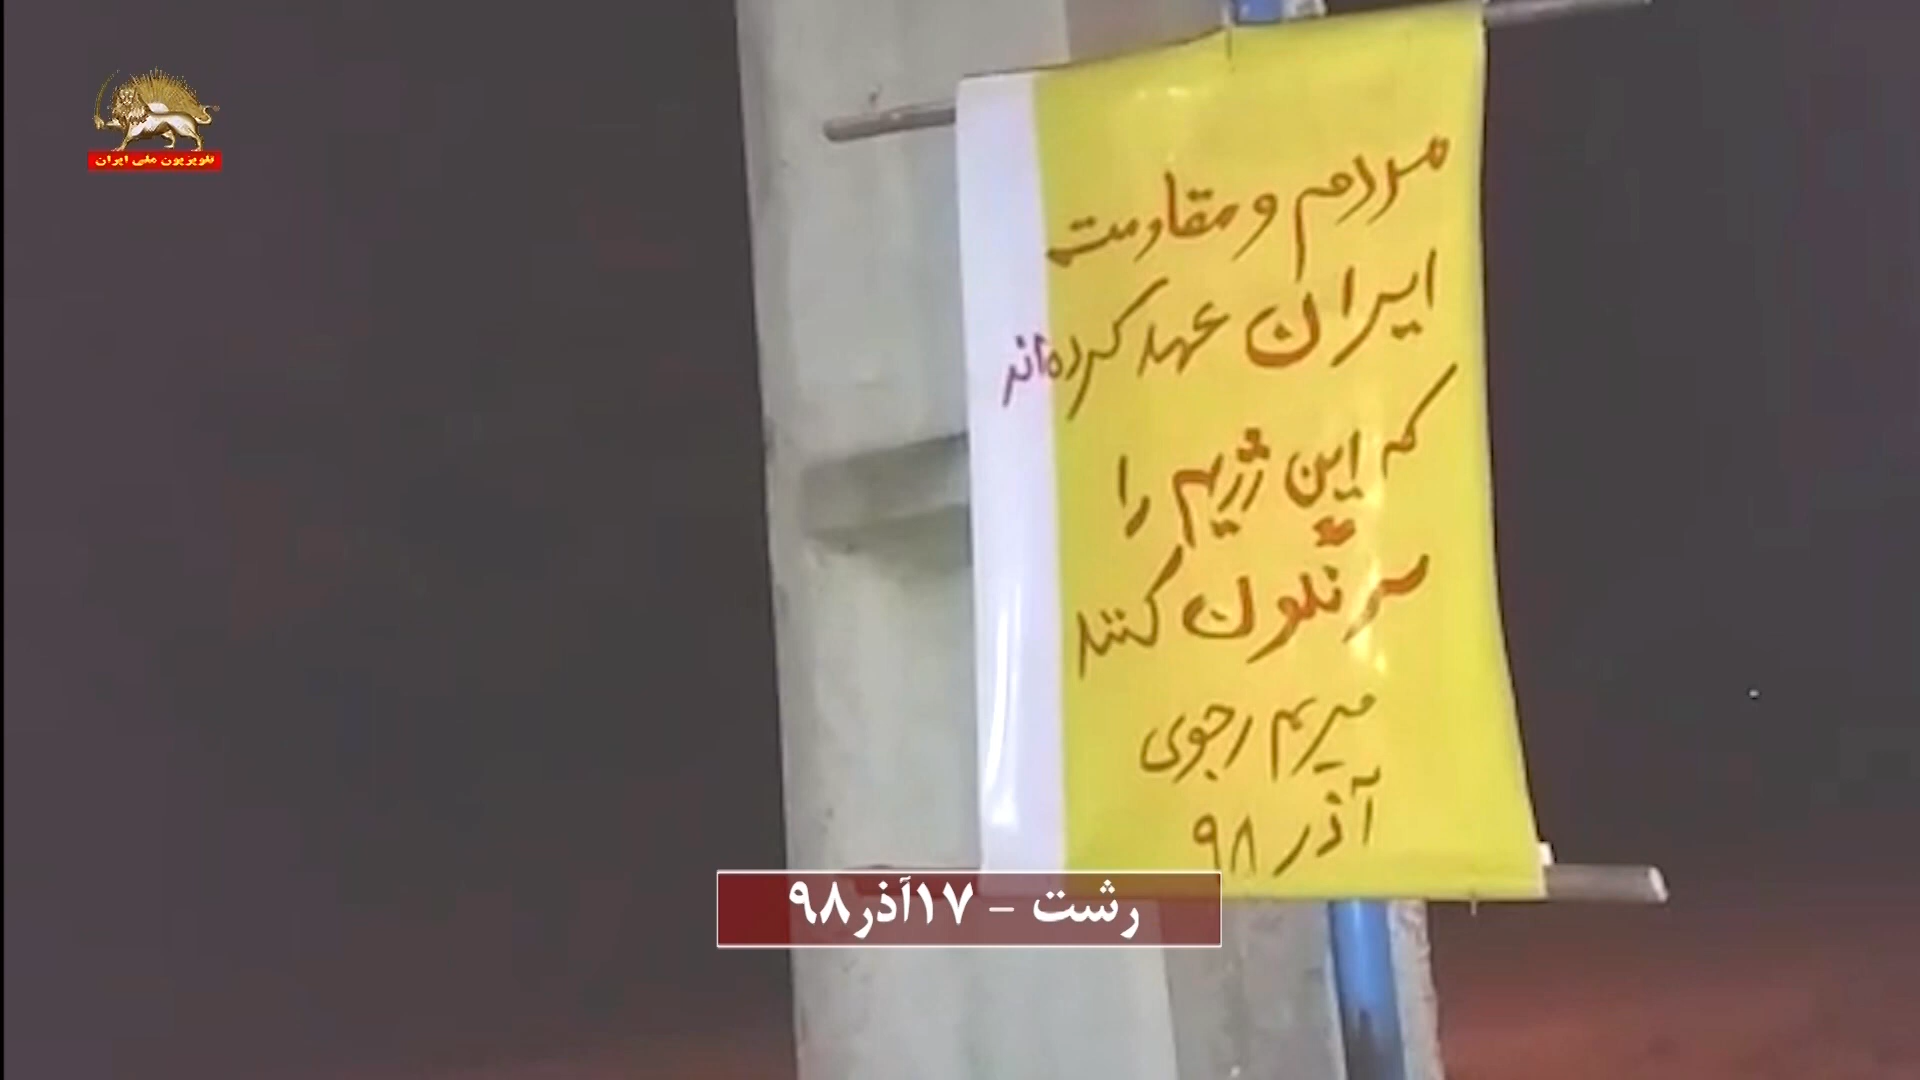 تلویزیون ملی ایران
مردم و مقاومت
ایران عهد کرده‌اند
که این رژیم را
سرنگون کنند
مریم رجوی
آذر ۹۸
رشت - ۱۷آذر۹۸